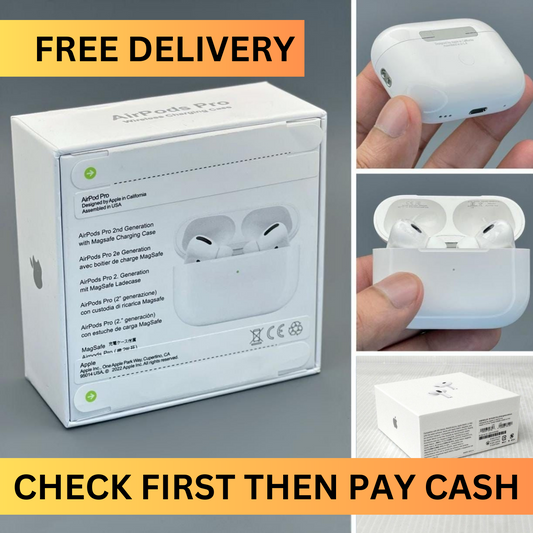 FREE DELIVERY
AirPods Pro
Wireless Charging Case
AirPod Pro
Designed by Apple in California
Assembled in USA
AirPods Pro 2nd Generation
with Magsafe Charging Case
AirPods Pro 2e Generation
avec boitier de charge MagSafe
AirPods Pro 2. Generation
mit MagSafe Ladecase
AirPods Pro (2ª generazione)
con custodia di ricarica Magsafe
AirPods Pro (2.ª generación)
con estuche de carga MagSafe
MagSafe
Airpods Pro
Apple
Apple Inc., One Apple Park Way, Cupertino, CA
95014 USA, © 2022 Apple Inc. All rights reserved.
CE
CHECK FIRST THEN PAY CASH